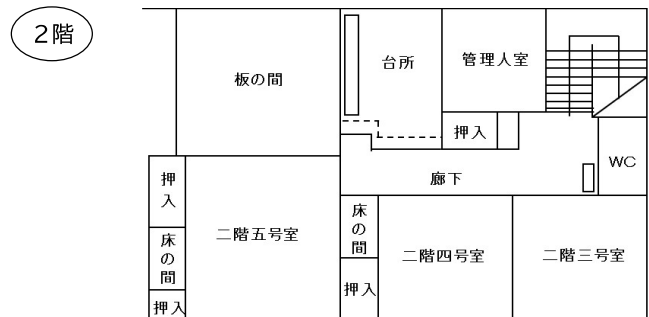 2階
板の間
台所
管理人室
押入
WC
廊下
押入
床の間
押入
二階五号室
床の間
押入
二階四号室
二階三号室